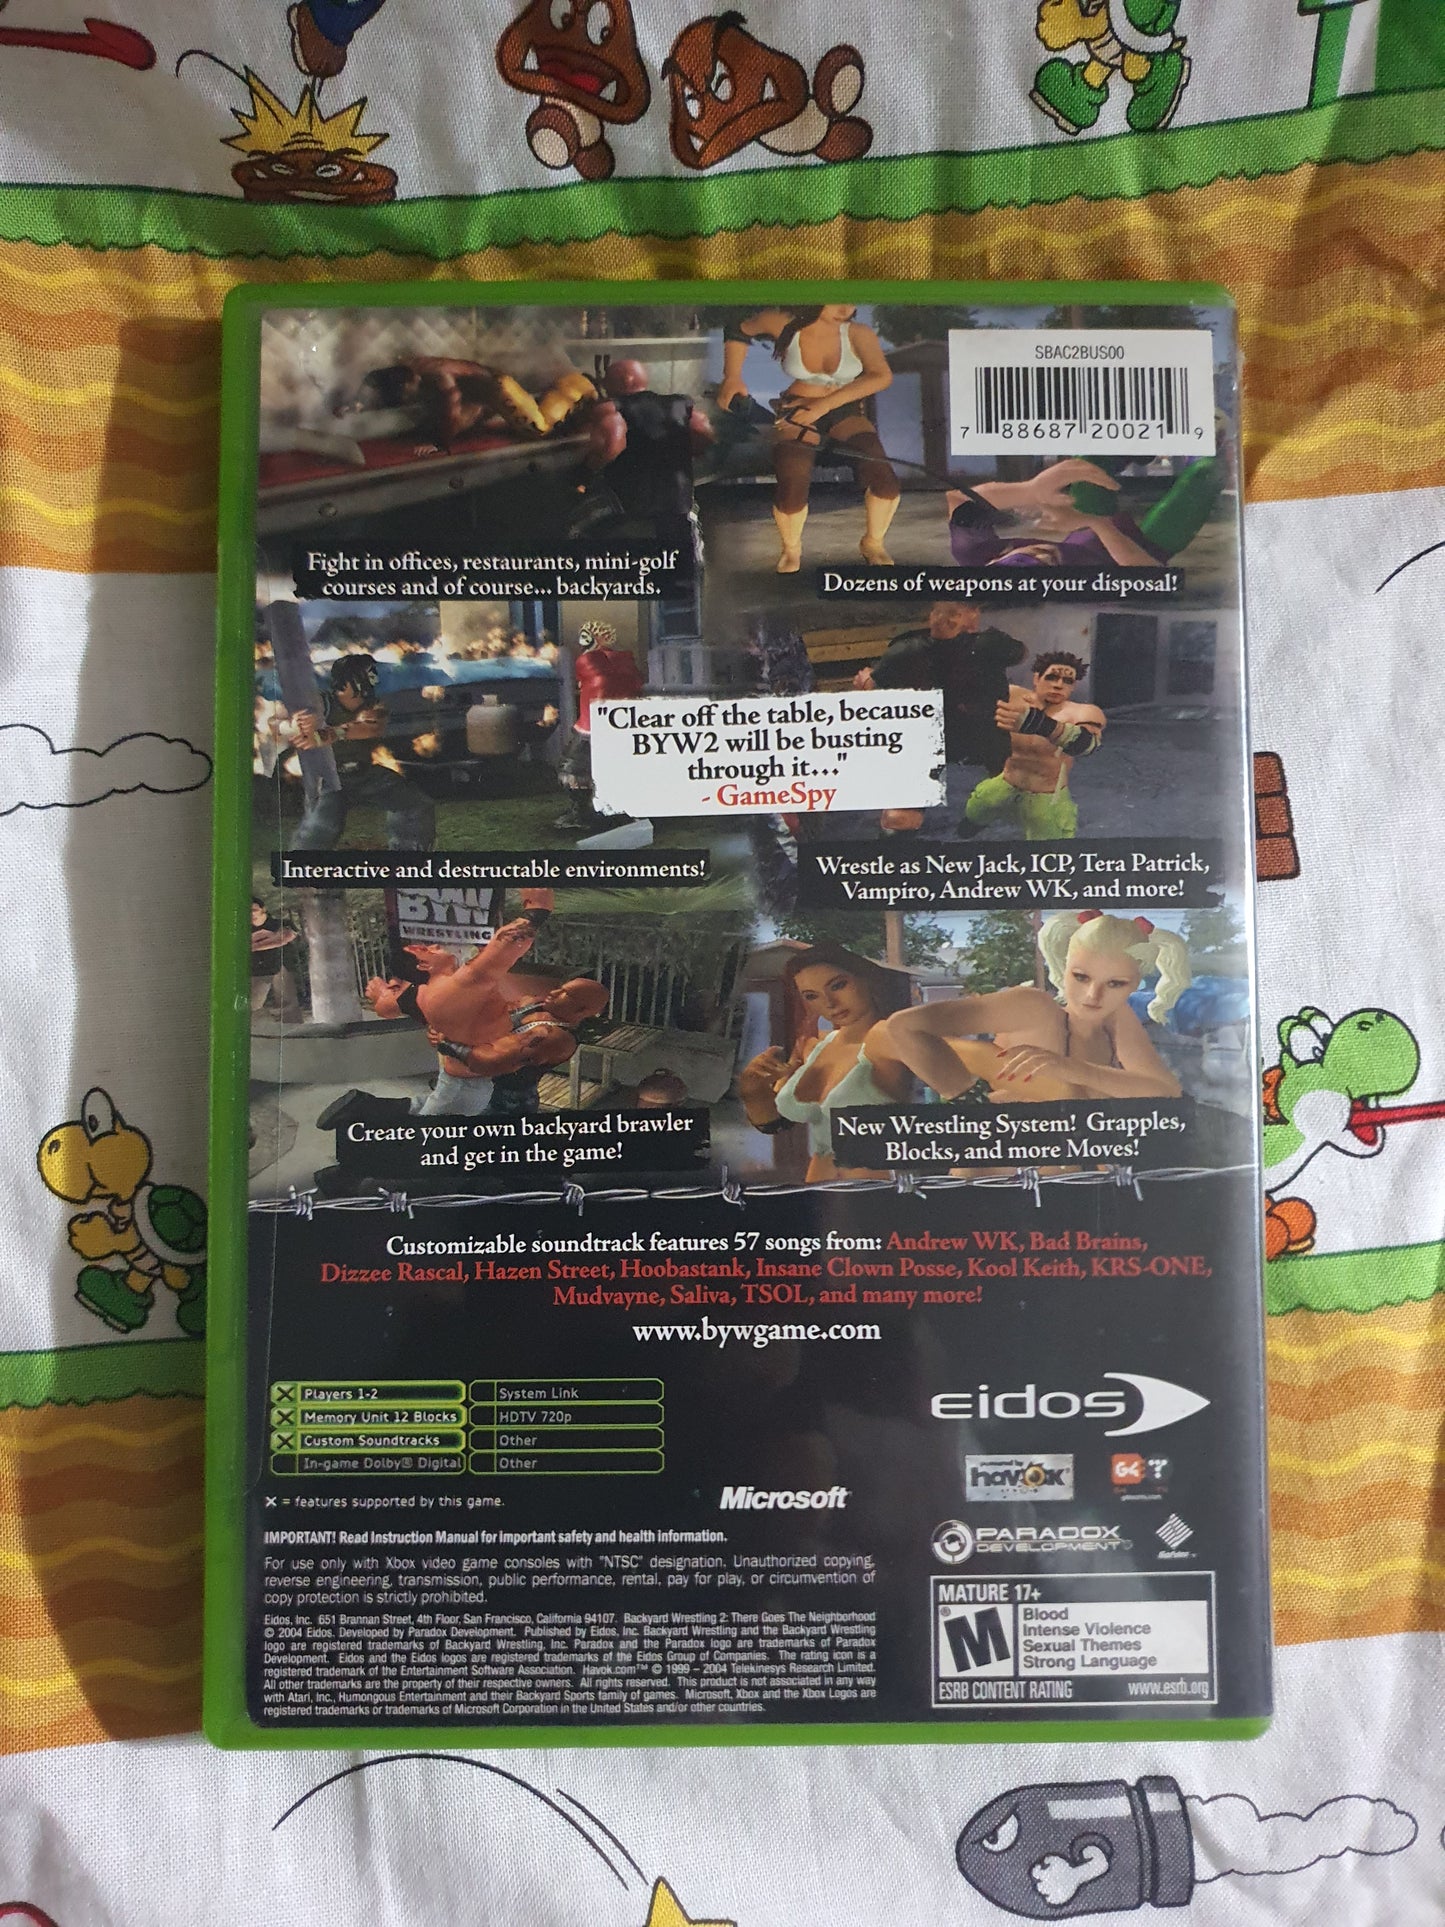 SBAC2BUS00
7 88687 20021 9
Fight in offices, restaurants, mini-golf
courses and of course... backyards.
Dozens of weapons at your disposal!
"Clear off the table, because
BYW2 will be busting
through it..."
- GameSpy
Interactive and destructable environments!
Wrestle as New Jack, ICP, Tera Patrick,
Vampiro, Andrew WK, and more!
BYW
WRESTLING
Create your own backyard brawler
and get in the game!
New Wrestling System! Grapples,
Blocks, and more Moves!
Customizable soundtrack features 57 songs from: Andrew WK, Bad Brains,
Dizzee Rascal, Hazen Street, Hoobastank, Insane Clown Posse, Kool Keith, KRS-ONE,
Mudvayne, Saliva, TSOL, and many more!
www.bywgame.com
X Players 1-2
X Memory Unit 12 Blocks
X Custom Soundtracks
In-game Dolby® Digital
System Link
HDTV 720p
Other
Other
X = features supported by this game.
Microsoft
eidos
powered by
havok
G4
PARADOX
DEVELOPMENT
IMPORTANT! Read Instruction Manual for important safety and health information.
For use only with Xbox video game consoles with "NTSC" designation. Unauthorized copying,
reverse engineering, transmission, public performance, rental, pay for play, or circumvention of
copy protection is strictly prohibited.
Eidos, Inc. 651 Brannan Street, 4th Floor, San Francisco, California 94107. Backyard Wrestling 2: There Goes The Neighborhood
© 2004 Eidos. Developed by Paradox Development. Published by Eidos, Inc. Backyard Wrestling and the Backyard Wrestling
logo are registered trademarks of Backyard Wrestling, Inc. Paradox and the Paradox logo are trademarks of Paradox
Development. Eidos and the Eidos logos are registered trademarks of the Eidos Group of Companies. The rating icon is a
registered trademark of the Entertainment Software Association. Havok.com™ © 1999 – 2004 Telekinesys Research Limited.
All other trademarks are the property of their respective owners. All rights reserved. This product is not associated in any way
with Atari, Inc., Humongous Entertainment and their Backyard Sports family of games. Microsoft, Xbox and the Xbox Logos are
registered trademarks or trademarks of Microsoft Corporation in the United States and/or other countries.
MATURE 17+
M
Blood
Intense Violence
Sexual Themes
Strong Language
ESRB CONTENT RATING www.esrb.org